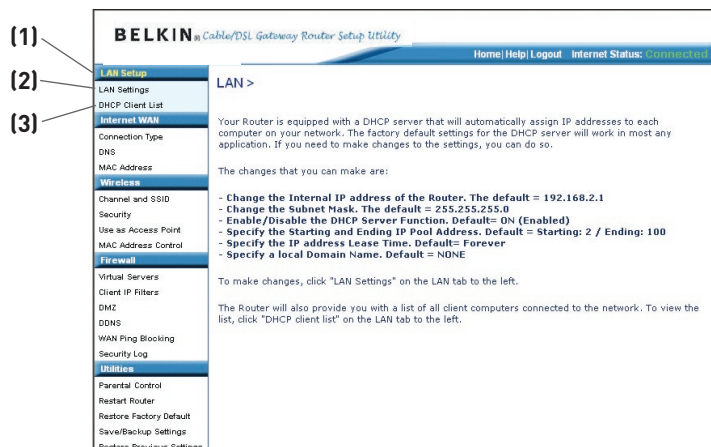 BELKIN® Cable/DSL Gateway Router Setup Utility
Home|Help|Logout Internet Status: Connected
(1)
LAN Setup
(2)
LAN Settings
(3)
DHCP Client List
Internet WAN
Connection Type
DNS
MAC Address
Wireless
Channel and SSID
Security
Use as Access Point
MAC Address Control
Firewall
Virtual Servers
Client IP Filters
DMZ
DDNS
WAN Ping Blocking
Security Log
Utilities
Parental Control
Restart Router
Restore Factory Default
Save/Backup Settings
Restore Previous Settings
LAN >
Your Router is equipped with a DHCP server that will automatically assign IP addresses to each
computer on your network. The factory default settings for the DHCP server will work in most any
application. If you need to make changes to the settings, you can do so.
The changes that you can make are:
- Change the Internal IP address of the Router. The default = 192.168.2.1
- Change the Subnet Mask. The default = 255.255.255.0
- Enable/Disable the DHCP Server Function. Default= ON (Enabled)
- Specify the Starting and Ending IP Pool Address. Default = Starting: 2 / Ending: 100
- Specify the IP address Lease Time. Default= Forever
- Specify a local Domain Name. Default = NONE
To make changes, click "LAN Settings" on the LAN tab to the left.
The Router will also provide you with a list of all client computers connected to the network. To view the
list, click "DHCP client list" on the LAN tab to the left.